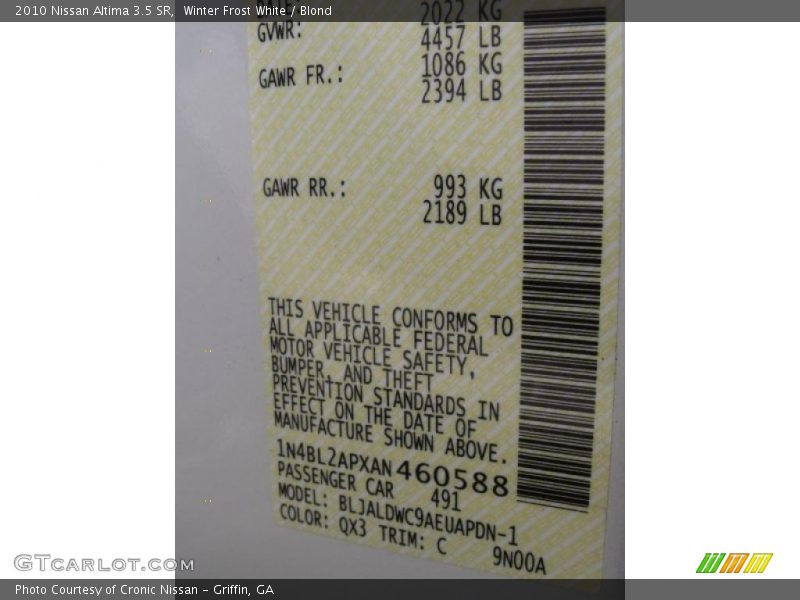 2010 Nissan Altima 3.5 SR, Winter Frost White / Blond
2022 KG
GVWR: 4457 LB
GAWR FR.: 1086 KG
2394 LB
GAWR RR.: 993 KG
2189 LB
THIS VEHICLE CONFORMS TO
ALL APPLICABLE FEDERAL
MOTOR VEHICLE SAFETY,
BUMPER, AND THEFT
PREVENTION STANDARDS IN
EFFECT ON THE DATE OF
MANUFACTURE SHOWN ABOVE.
1N4BL2APXAN460588
PASSENGER CAR 491
MODEL: BLJALDWC9AEUAPDN-1
COLOR: QX3 TRIM: C 9N00A
GTCarlot.com
Photo Courtesy of Cronic Nissan – Griffin, GA